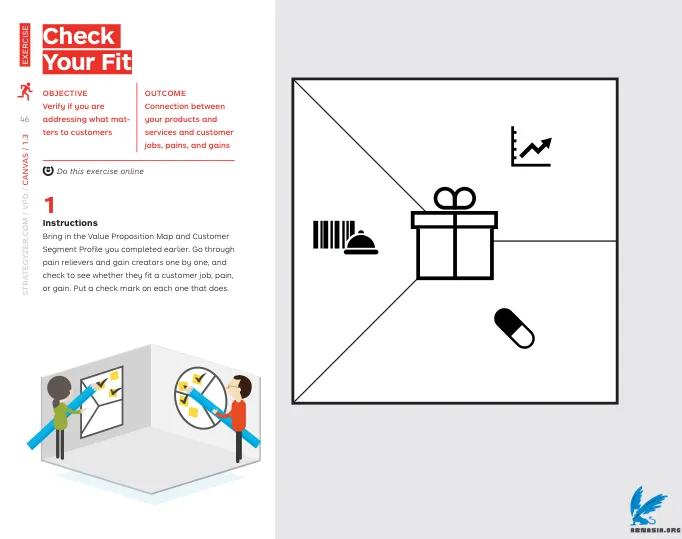 EXERCISE
Check
Your Fit
OBJECTIVE
Verify if you are
addressing what mat-
ters to customers
OUTCOME
Connection between
your products and
services and customer
jobs, pains, and gains
46
STRATEGYZER.COM / VPD / CANVAS / 1.3
Do this exercise online
1
Instructions
Bring in the Value Proposition Map and Customer
Segment Profile you completed earlier. Go through
pain relievers and gain creators one by one, and
check to see whether they fit a customer job, pain,
or gain. Put a check mark on each one that does.
ABNASIA.ORG